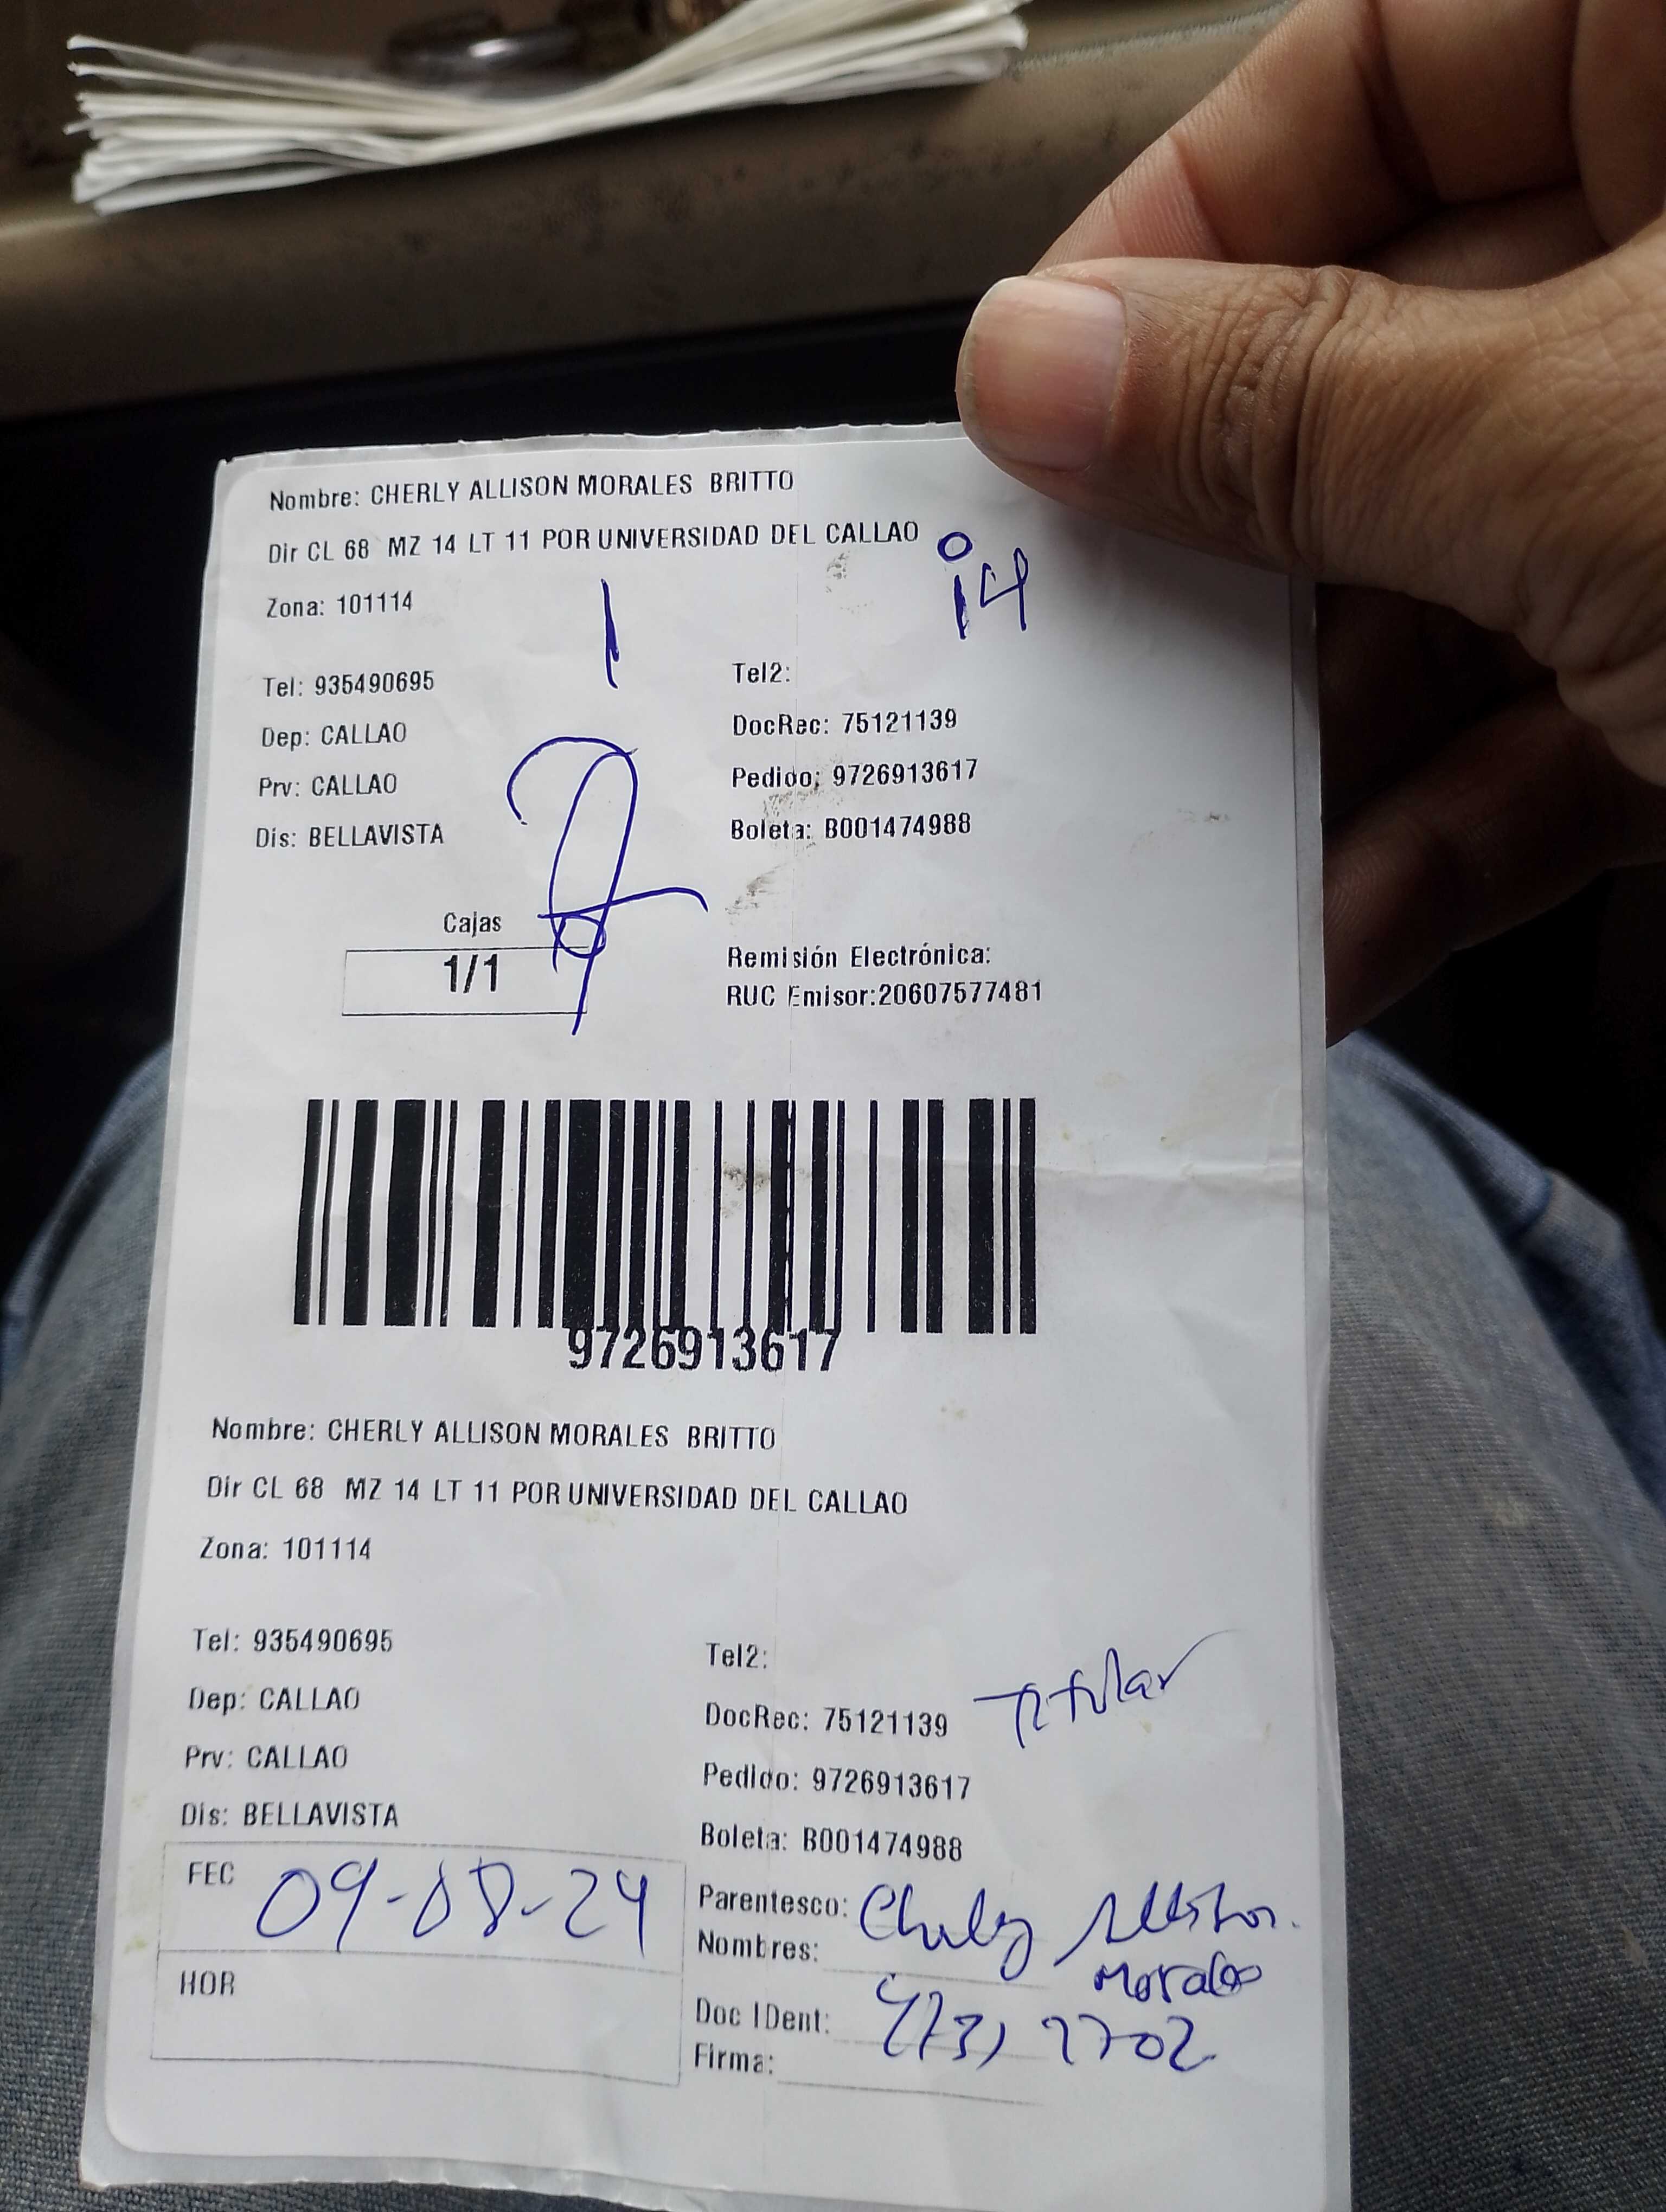 Nombre: CHERLY ALLISON MORALES BRITTO
Dir CL 68 MZ 14 LT 11 POR UNIVERSIDAD DEL CALLAO
Zona: 101114
Tel: 935490695 Tel2:
Dep: CALLAO DocRec: 75121139
Prv: CALLAO Pedido: 9726913617
Dis: BELLAVISTA Boleta: B001474988
Cajas
1/1
Remisión Electrónica:
RUC Emisor:20607577481
9726913617
Nombre: CHERLY ALLISON MORALES BRITTO
Dir CL 68 MZ 14 LT 11 POR UNIVERSIDAD DEL CALLAO
Zona: 101114
Tel: 935490695 Tel2:
Dep: CALLAO DocRec: 75121139 Titular
Prv: CALLAO Pedido: 9726913617
Dis: BELLAVISTA Boleta: B001474988
FEC 09-08-24
HOR
Parentesco:
Nombres:
Morales
Doc IDent:
Firma: